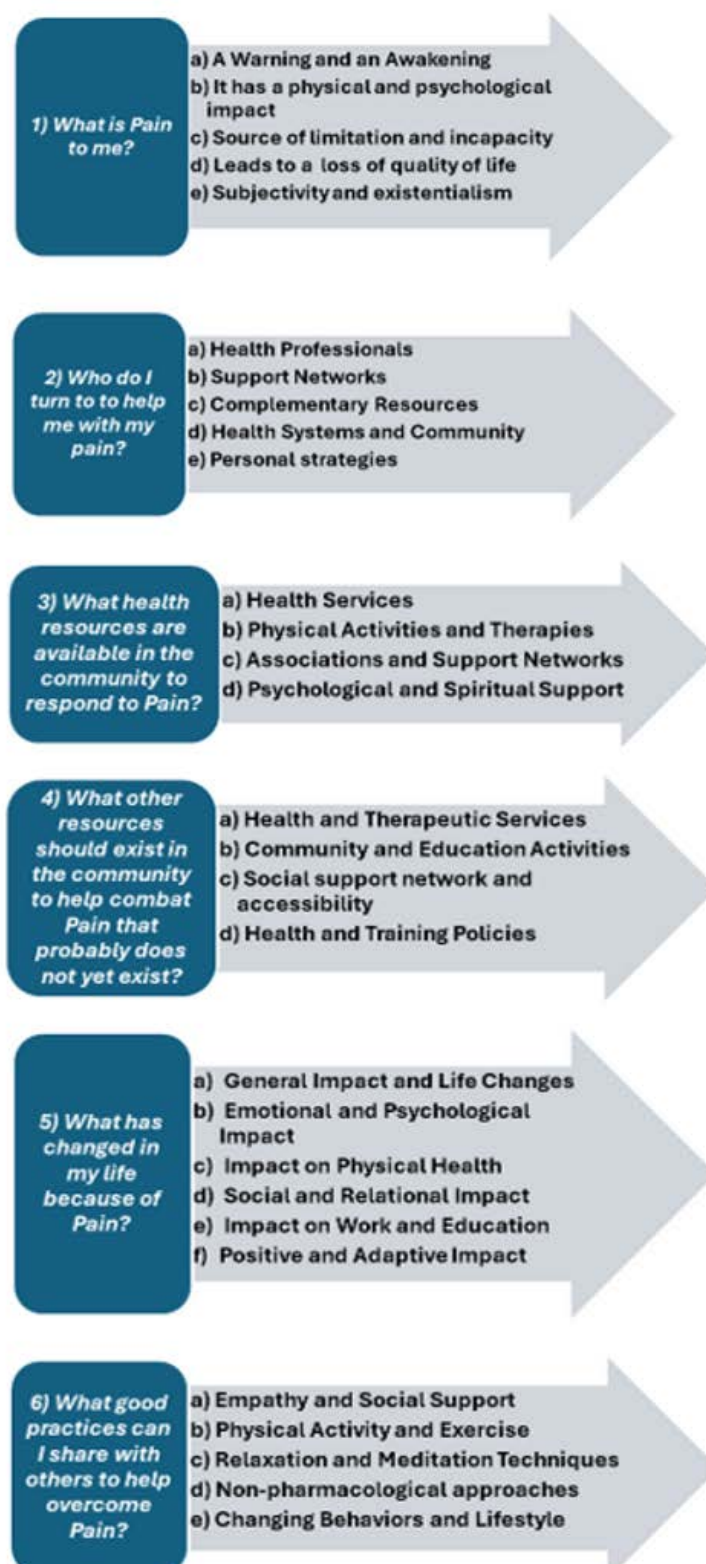 1) What is Pain
to me?
a) A Warning and an Awakening
b) It has a physical and psychological
impact
c) Source of limitation and incapacity
d) Leads to a loss of quality of life
e) Subjectivity and existentialism
2) Who do I
turn to to help
me with my
pain?
a) Health Professionals
b) Support Networks
c) Complementary Resources
d) Health Systems and Community
e) Personal strategies
3) What health
resources are
available in the
community to
respond to Pain?
a) Health Services
b) Physical Activities and Therapies
c) Associations and Support Networks
d) Psychological and Spiritual Support
4) What other
resources
should exist in
the community
to help combat
Pain that
probably does
not yet exist?
a) Health and Therapeutic Services
b) Community and Education Activities
c) Social support network and
accessibility
d) Health and Training Policies
5) What has
changed in
my life
because of
Pain?
a) General Impact and Life Changes
b) Emotional and Psychological
Impact
c) Impact on Physical Health
d) Social and Relational Impact
e) Impact on Work and Education
f) Positive and Adaptive Impact
6) What good
practices can
I share with
others to help
overcome
Pain?
a) Empathy and Social Support
b) Physical Activity and Exercise
c) Relaxation and Meditation Techniques
d) Non-pharmacological approaches
e) Changing Behaviors and Lifestyle